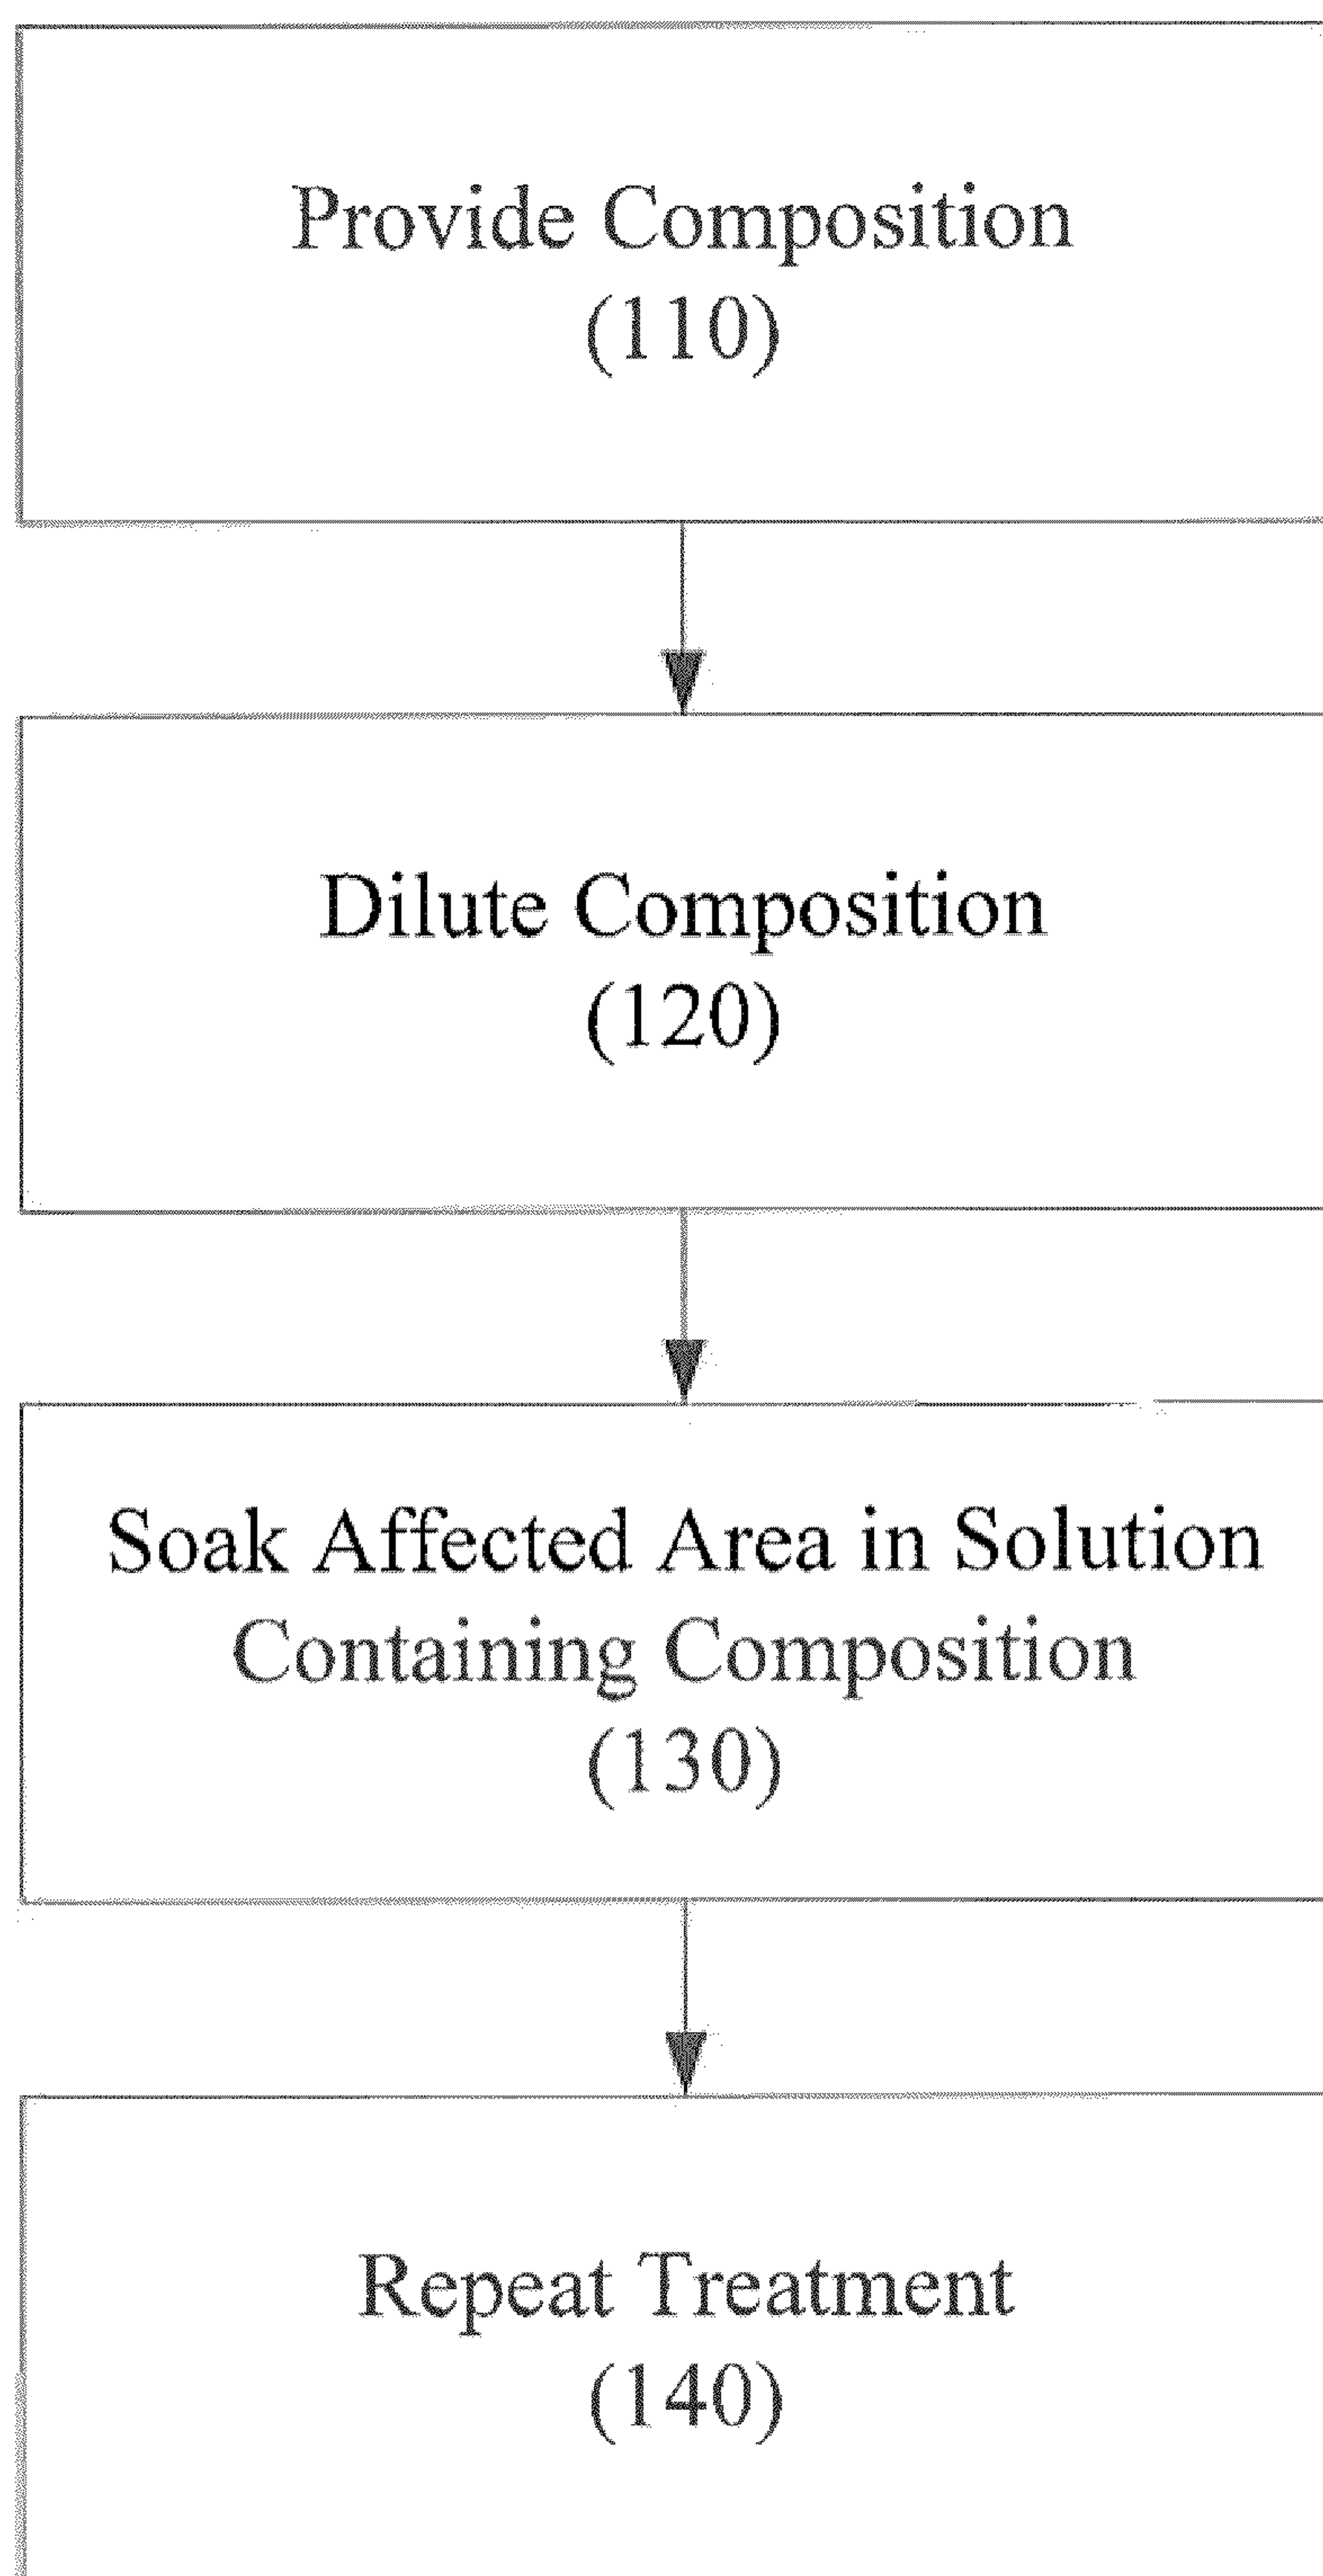 Provide Composition
(110)
Dilute Composition
(120)
Soak Affected Area in Solution
Containing Composition
(130)
Repeat Treatment
(140)